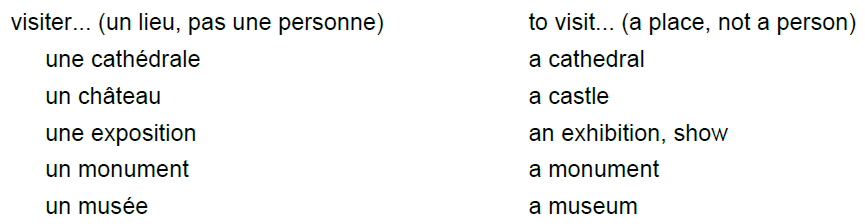 visiter... (un lieu, pas une personne) to visit... (a place, not a person)
une cathédrale a cathedral
un château a castle
une exposition an exhibition, show
un monument a monument
un musée a museum